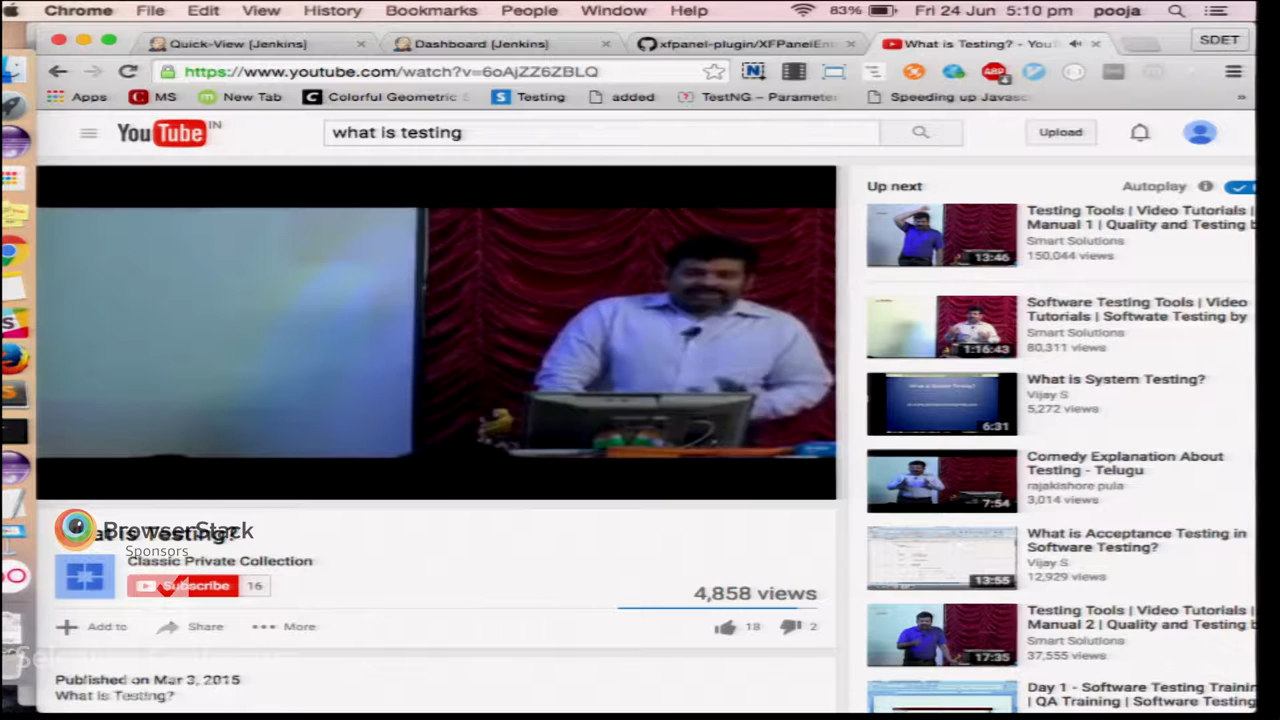 Chrome File Edit View History Bookmarks People Window Help 83% Fri 24 Jun 5:10 pm pooja
Quick-View [Jenkins] Dashboard [Jenkins] xfpanel-plugin/XFPanelEn What is Testing? - You SDET
https://www.youtube.com/watch?v=6oAjZZ6ZBLQ
Apps MS New Tab Colorful Geometric Testing added TestNG – Parameter Speeding up Javasc »
YouTube IN what is testing Upload
Up next Autoplay
Testing Tools | Video Tutorials |
Manual 1 | Quality and Testing b
Smart Solutions
150,044 views
13:46
Software Testing Tools | Video
Tutorials | Softwate Testing by
Smart Solutions
80,311 views
1:16:43
What is System Testing?
Vijay S
5,272 views
6:31
Comedy Explanation About
Testing - Telugu
rajakishore pula
3,014 views
7:54
What is Acceptance Testing in
Software Testing?
Vijay S
12,929 views
13:55
Testing Tools | Video Tutorials |
Manual 2 | Quality and Testing b
Smart Solutions
37,555 views
17:35
Day 1 - Software Testing Trainin
| QA Training | Software Testing
What is Testing?
BrowserStack
Sponsors
Classic Private Collection
Subscribe 16
4,858 views
Add to Share More 18 2
Published on Mar 3, 2015
What is Testing?